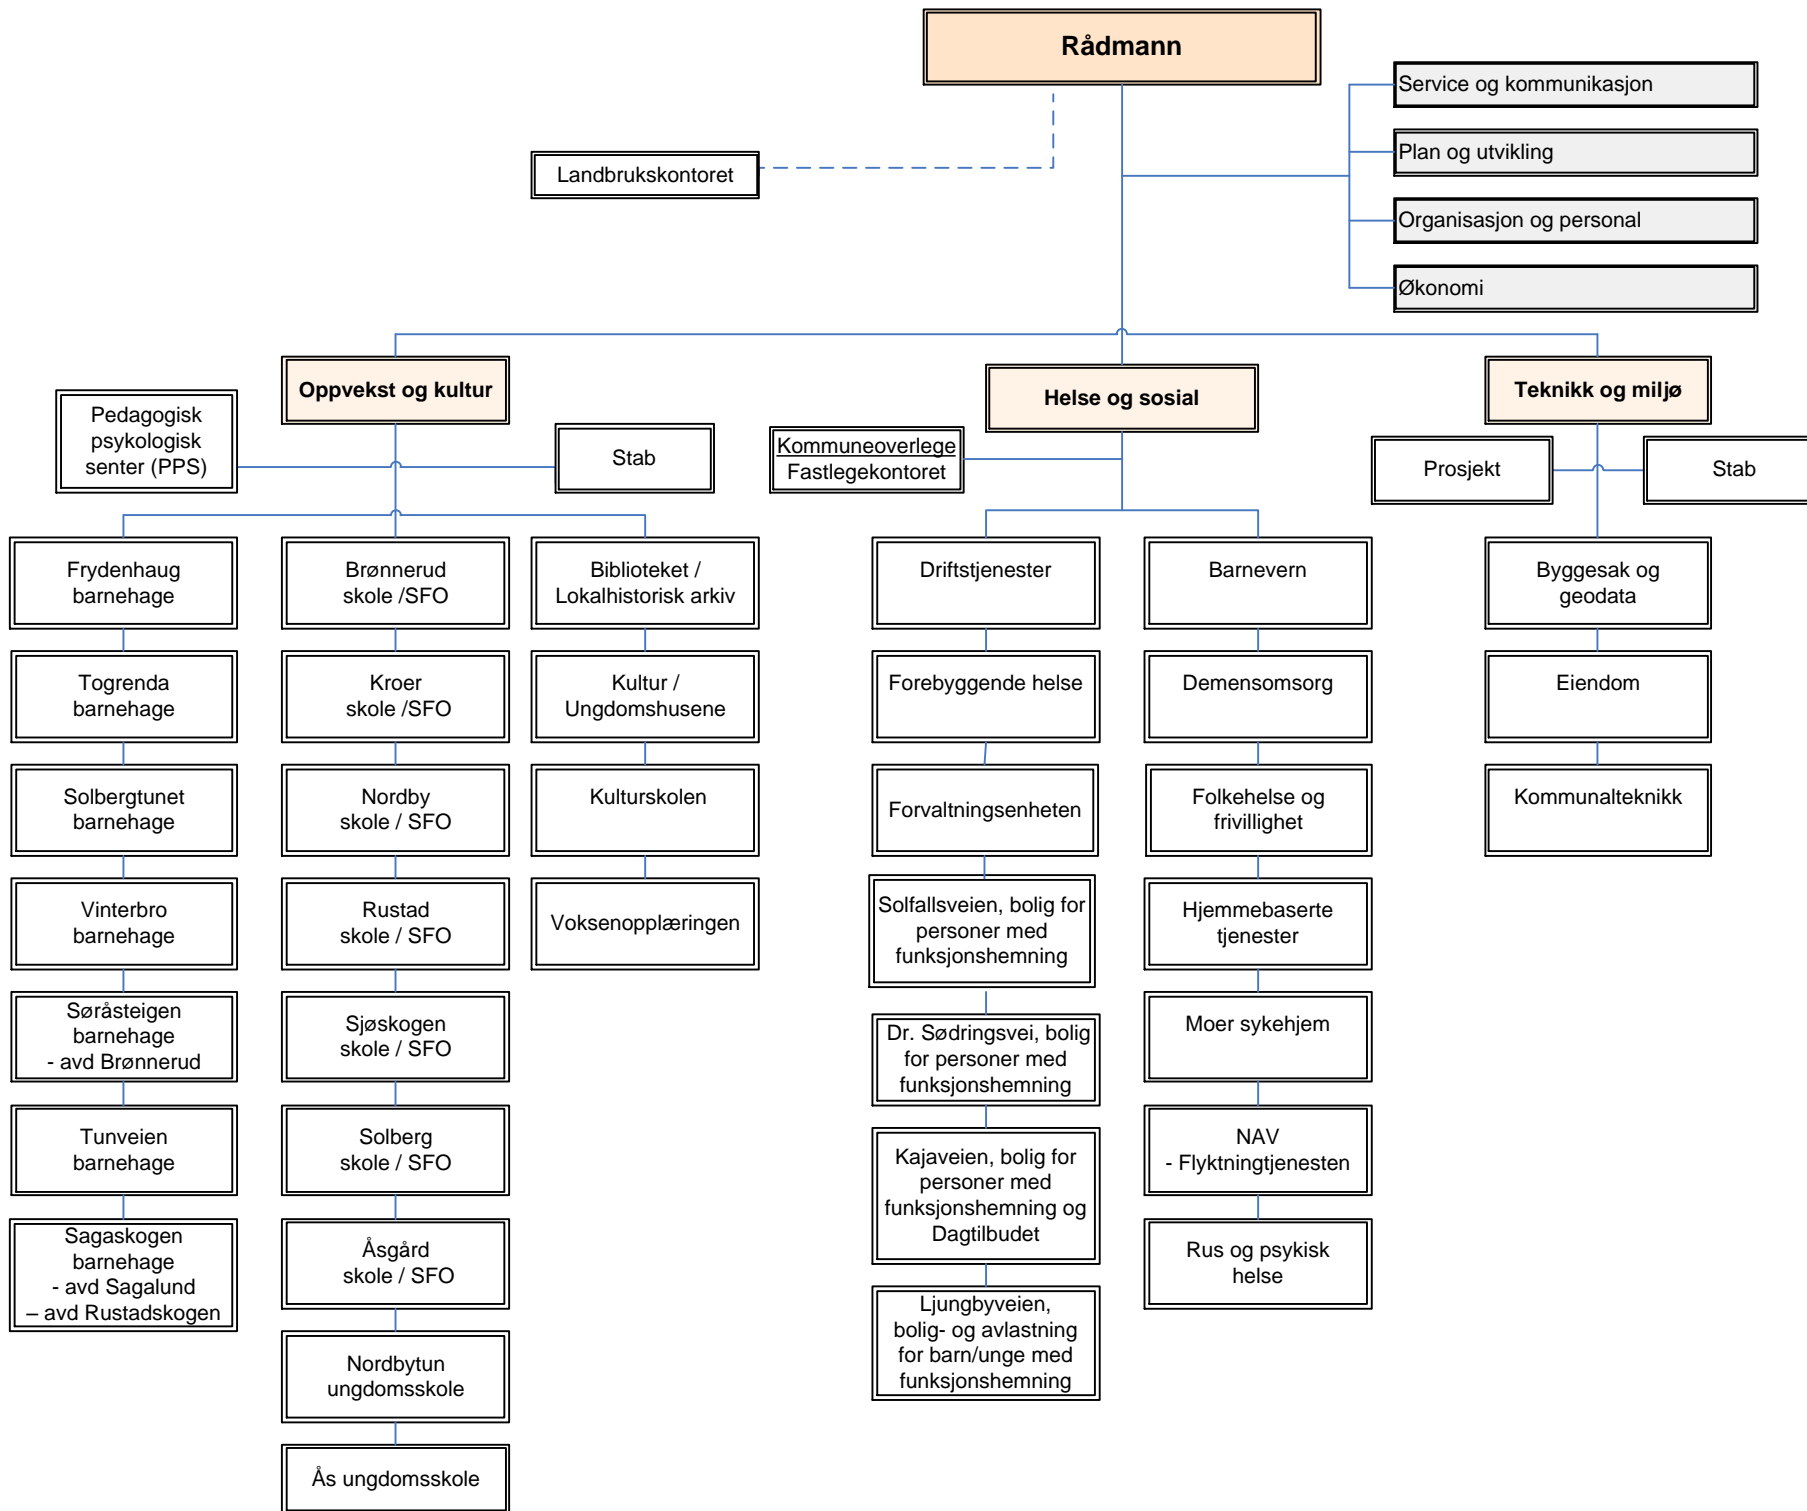 Rådmann
Service og kommunikasjon
Plan og utvikling
Landbrukskontoret
Organisasjon og personal
Økonomi
Oppvekst og kultur
Helse og sosial
Teknikk og miljø
Pedagogisk
psykologisk
senter (PPS)
Stab
Kommuneoverlege
Fastlegekontoret
Prosjekt
Stab
Frydenhaug
barnehage
Togrenda
barnehage
Solbergtunet
barnehage
Vinterbro
barnehage
Søråsteigen
barnehage
- avd Brønnerud
Tunveien
barnehage
Sagaskogen
barnehage
- avd Sagalund
– avd Rustadskogen
Brønnerud
skole /SFO
Kroer
skole /SFO
Nordby
skole / SFO
Rustad
skole / SFO
Sjøskogen
skole / SFO
Solberg
skole / SFO
Åsgård
skole / SFO
Nordbytun
ungdomsskole
Ås ungdomsskole
Biblioteket /
Lokalhistorisk arkiv
Kultur /
Ungdomshusene
Kulturskolen
Voksenopplæringen
Driftstjenester
Forebyggende helse
Forvaltningsenheten
Solfallsveien, bolig for
personer med
funksjonshemning
Dr. Sødringsvei, bolig
for personer med
funksjonshemning
Kajaveien, bolig for
personer med
funksjonshemning og
Dagtilbudet
Ljungbyveien,
bolig- og avlastning
for barn/unge med
funksjonshemning
Barnevern
Demensomsorg
Folkehelse og
frivillighet
Hjemmebaserte
tjenester
Moer sykehjem
NAV
- Flyktningtjenesten
Rus og psykisk
helse
Byggesak og
geodata
Eiendom
Kommunalteknikk